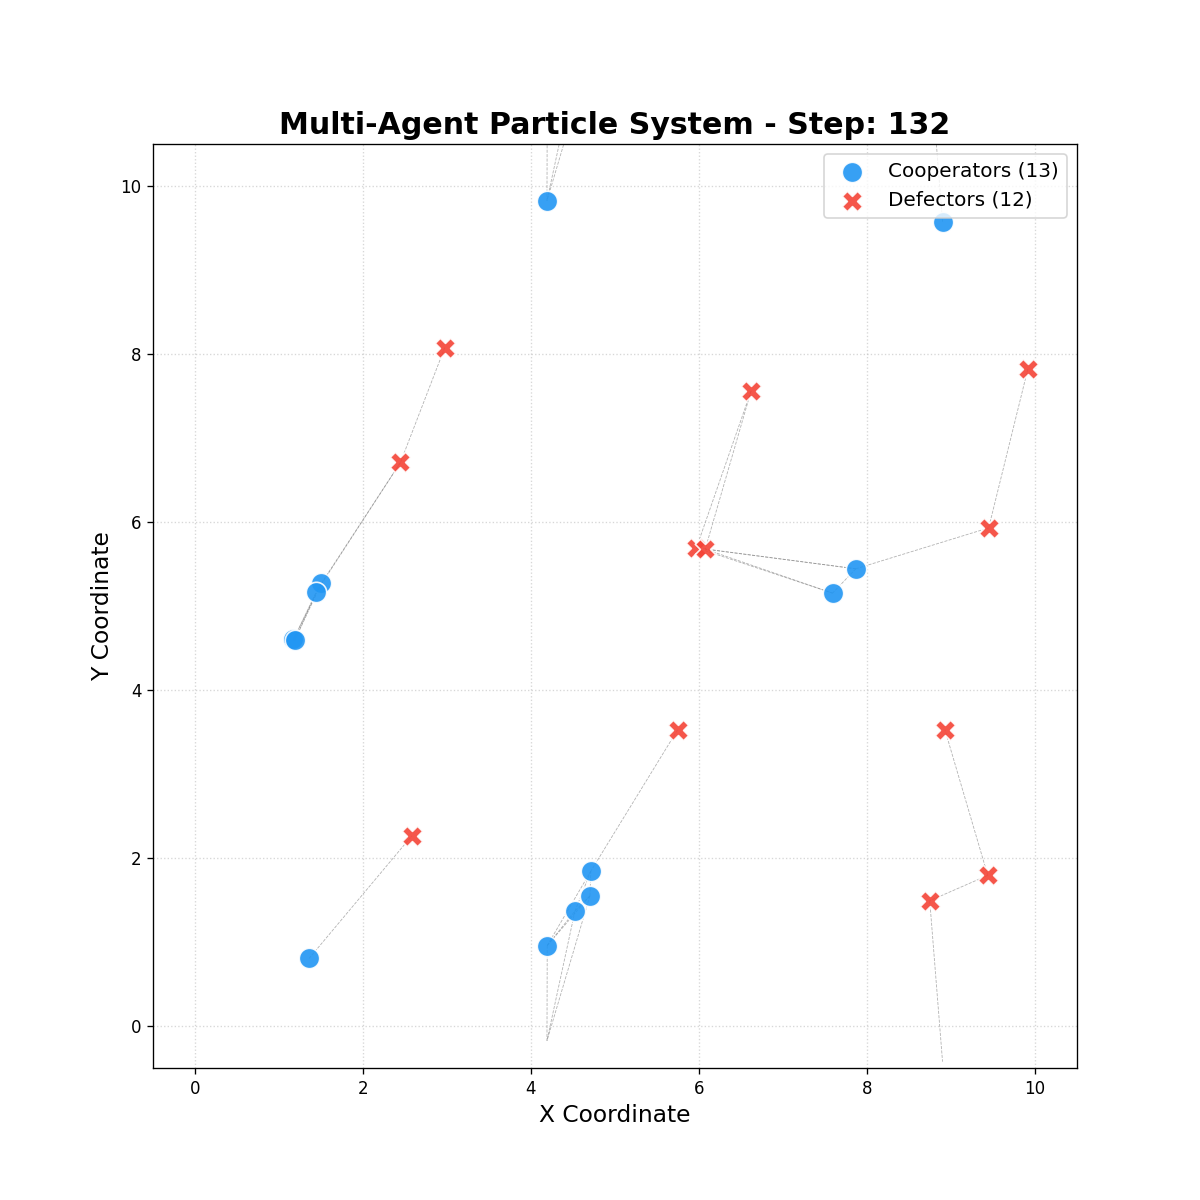 Multi-Agent Particle System - Step: 132
Cooperators (13)
Defectors (12)
10
8
6
4
2
0
Y Coordinate
0 2 4 6 8 10
X Coordinate